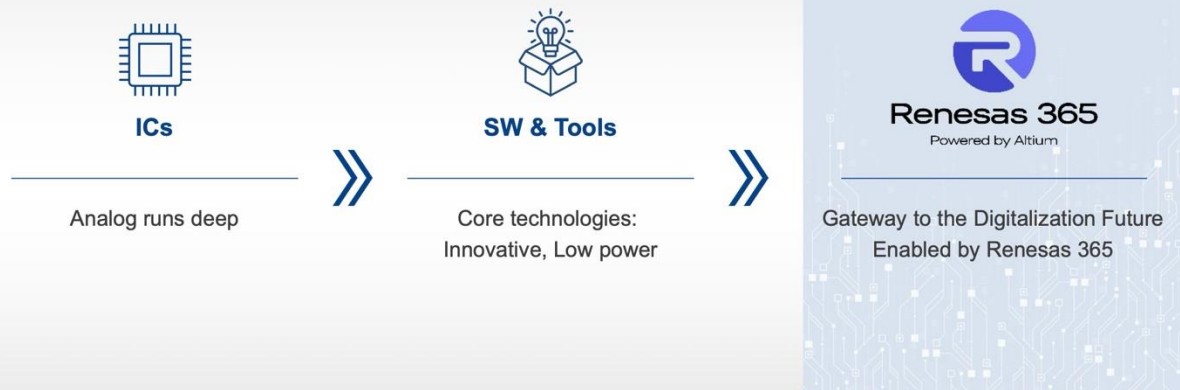 ICs
Analog runs deep
SW & Tools
Core technologies:
Innovative, Low power
Renesas 365
Powered by Altium
Gateway to the Digitalization Future
Enabled by Renesas 365